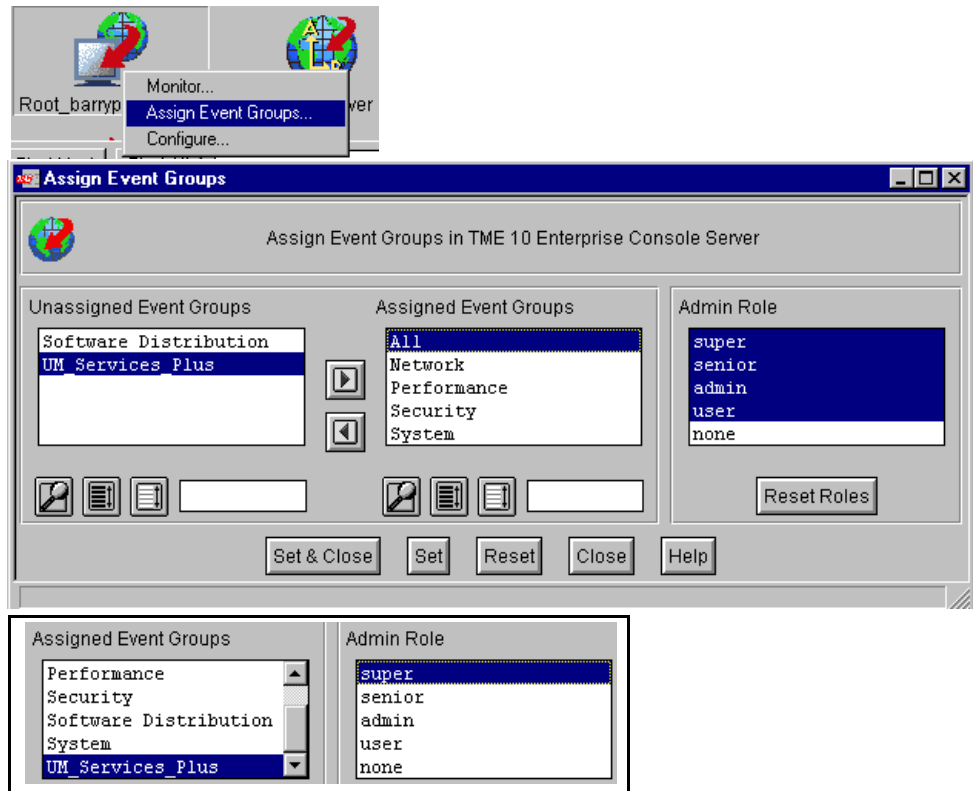 Root_barryp
ver
Monitor...
Assign Event Groups...
Configure...
Assign Event Groups
Assign Event Groups in TME 10 Enterprise Console Server
Unassigned Event Groups
Software Distribution
UM_Services_Plus
Assigned Event Groups
All
Network
Performance
Security
System
Admin Role
super
senior
admin
user
none
Reset Roles
Set & Close
Set
Reset
Close
Help
Assigned Event Groups
Performance
Security
Software Distribution
System
UM_Services_Plus
Admin Role
super
senior
admin
user
none